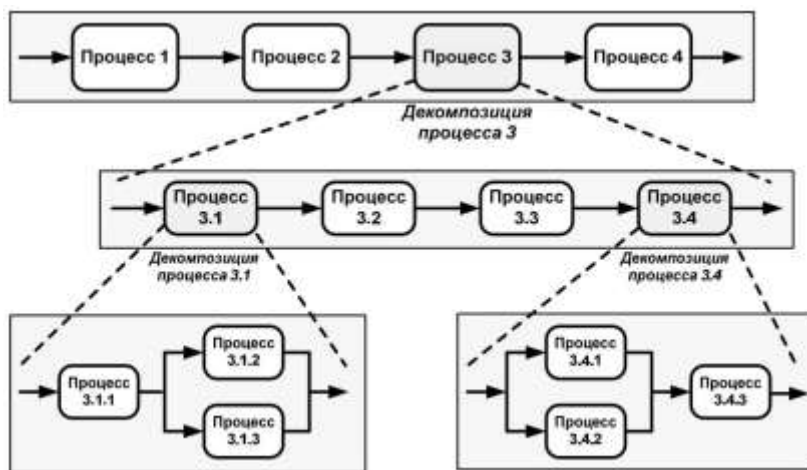 Процесс 1
Процесс 2
Процесс 3
Процесс 4
Декомпозиция
процесса 3
Процесс
3.1
Процесс
3.2
Процесс
3.3
Процесс
3.4
Декомпозиция
процесса 3.1
Декомпозиция
процесса 3.4
Процесс
3.1.1
Процесс
3.1.2
Процесс
3.1.3
Процесс
3.4.1
Процесс
3.4.2
Процесс
3.4.3